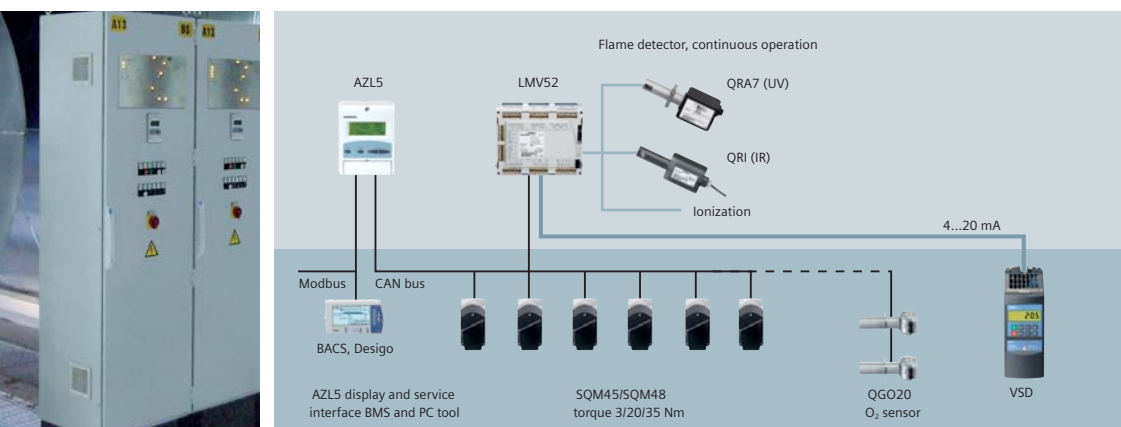 A13
BS
A13
Flame detector, continuous operation
AZL5
LMV52
QRA7 (UV)
QRI (IR)
Ionization
4...20 mA
Modbus
CAN bus
BACS, Desigo
205
VSD
AZL5 display and service
interface BMS and PC tool
SQM45/SQM48
torque 3/20/35 Nm
QGO20
O₂ sensor